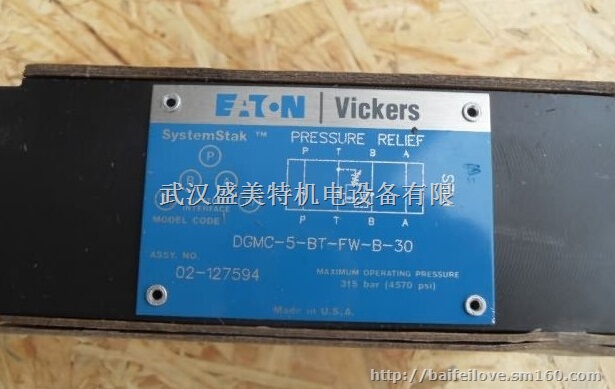 EATON | Vickers
SystemStak ™ PRESSURE RELIEF
P T B A
P
B A
武汉盛美特机电设备有限
INTERFACE
P T B A
MODEL CODE
DGMC-5-BT-FW-B-30
ASSY. NO.
02-127594
MAXIMUM OPERATING PRESSURE
315 bar (4570 psi)
Made in U.S.A.
http://baifeilove.sm160.com